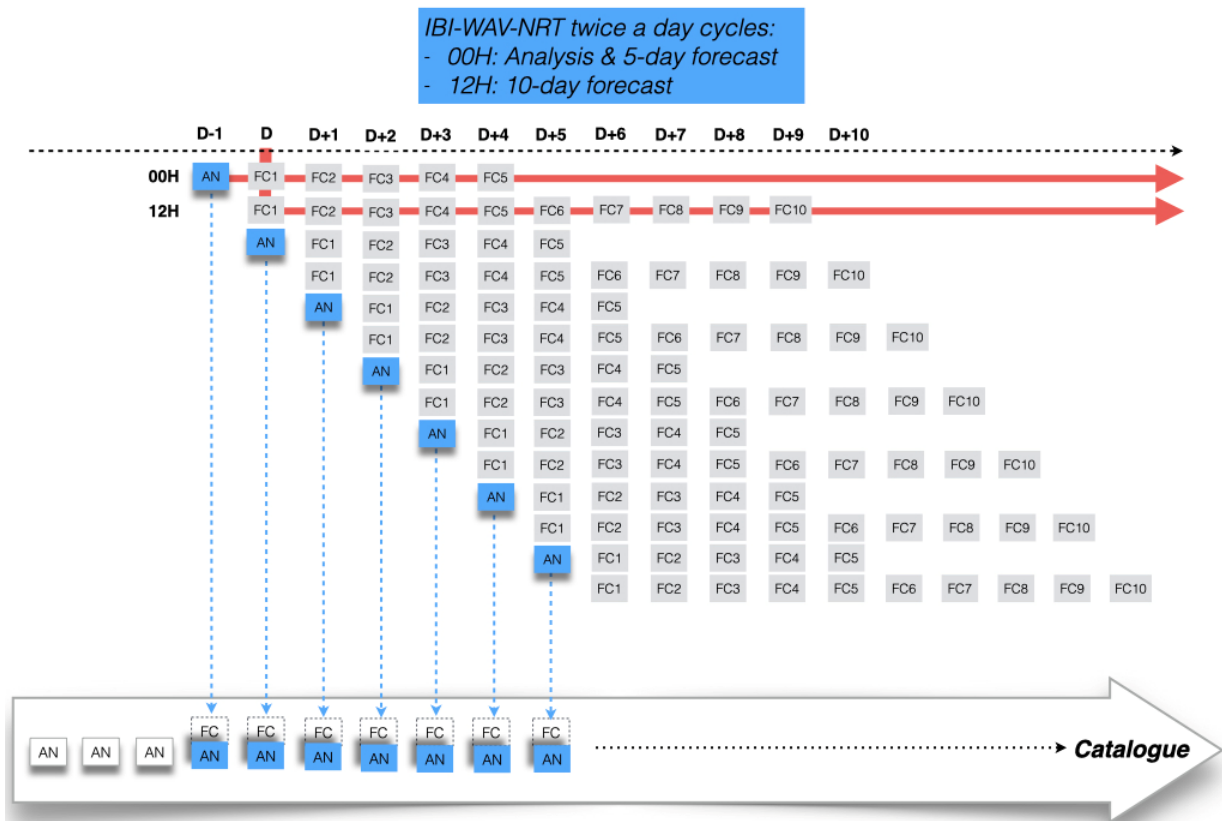 IBI-WAV-NRT twice a day cycles:
- 00H: Analysis & 5-day forecast
- 12H: 10-day forecast
D-1 D D+1 D+2 D+3 D+4 D+5 D+6 D+7 D+8 D+9 D+10
00H AN FC1 FC2 FC3 FC4 FC5
12H FC1 FC2 FC3 FC4 FC5 FC6 FC7 FC8 FC9 FC10
AN FC1 FC2 FC3 FC4 FC5
FC1 FC2 FC3 FC4 FC5 FC6 FC7 FC8 FC9 FC10
AN FC1 FC2 FC3 FC4 FC5
FC1 FC2 FC3 FC4 FC5 FC6 FC7 FC8 FC9 FC10
AN FC1 FC2 FC3 FC4 FC5
FC1 FC2 FC3 FC4 FC5 FC6 FC7 FC8 FC9 FC10
AN FC1 FC2 FC3 FC4 FC5
FC1 FC2 FC3 FC4 FC5 FC6 FC7 FC8 FC9 FC10
AN FC1 FC2 FC3 FC4 FC5
FC1 FC2 FC3 FC4 FC5 FC6 FC7 FC8 FC9 FC10
AN FC1 FC2 FC3 FC4 FC5
FC1 FC2 FC3 FC4 FC5 FC6 FC7 FC8 FC9 FC10
FC FC FC FC FC FC FC
AN AN AN AN AN AN AN AN AN AN Catalogue